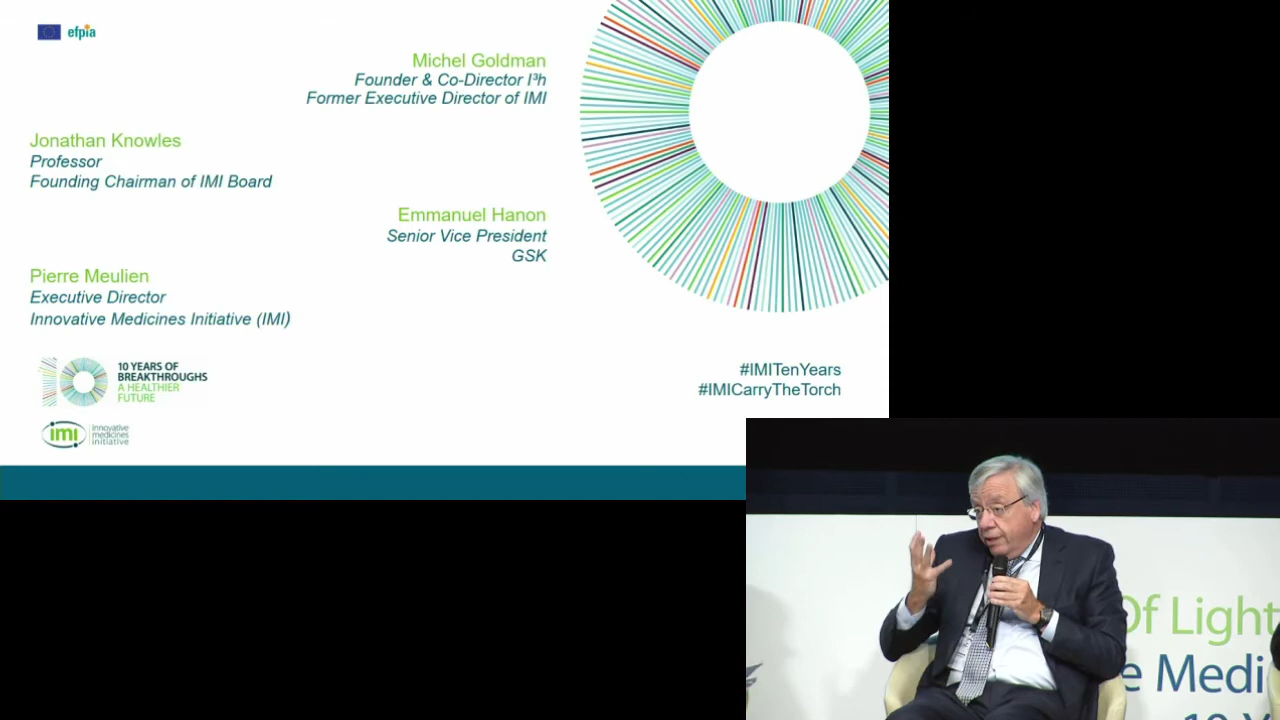 efpia
Michel Goldman
Founder & Co-Director I³h
Former Executive Director of IMI
Jonathan Knowles
Professor
Founding Chairman of IMI Board
Emmanuel Hanon
Senior Vice President
GSK
Pierre Meulien
Executive Director
Innovative Medicines Initiative (IMI)
10 YEARS OF
BREAKTHROUGHS
A HEALTHIER
FUTURE
#IMITenYears
#IMICarryTheTorch
imi
innovative
medicines
initiative
Of Light
e Medi
10 Y